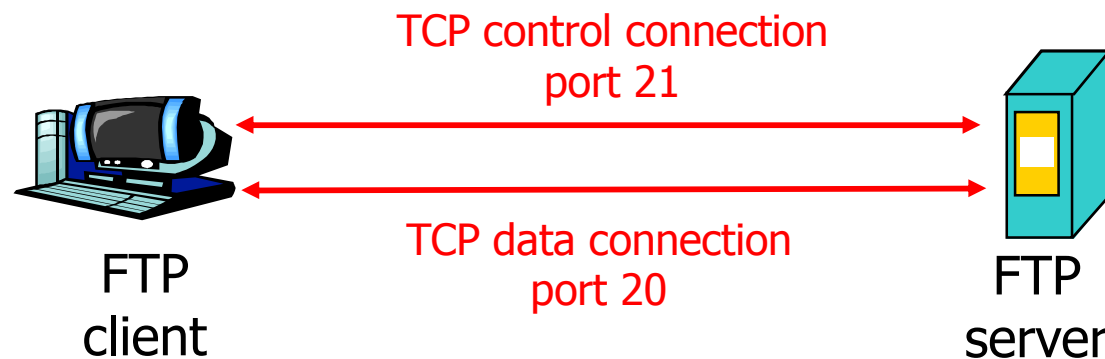 TCP control connection
port 21
TCP data connection
port 20
FTP
client
FTP
server